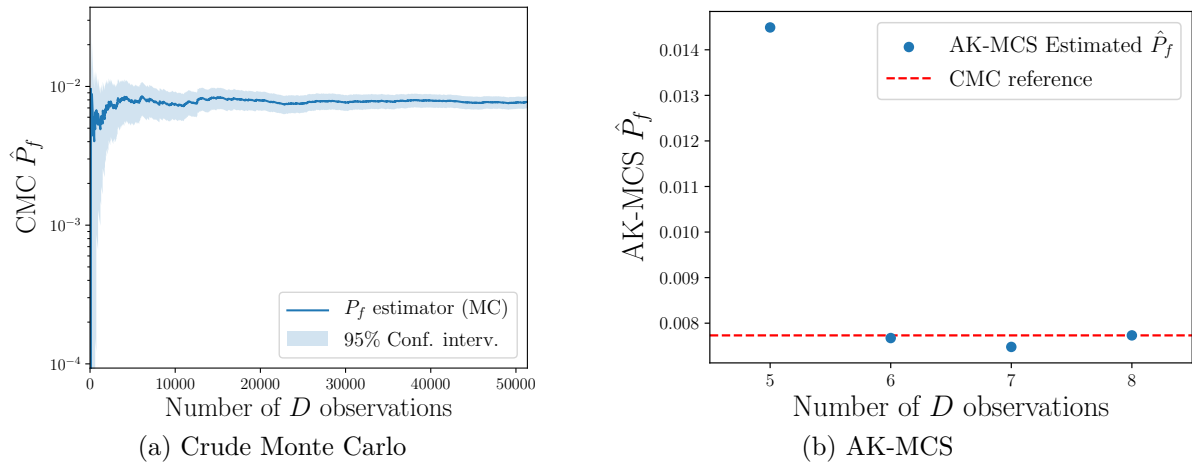 CMC P̂_f
10⁻²
10⁻³
10⁻⁴
P_f estimator (MC)
95% Conf. interv.
0 10000 20000 30000 40000 50000
Number of D observations
(a) Crude Monte Carlo
AK-MCS P̂_f
0.014
0.013
0.012
0.011
0.010
0.009
0.008
AK-MCS Estimated P̂_f
CMC reference
5 6 7 8
Number of D observations
(b) AK-MCS